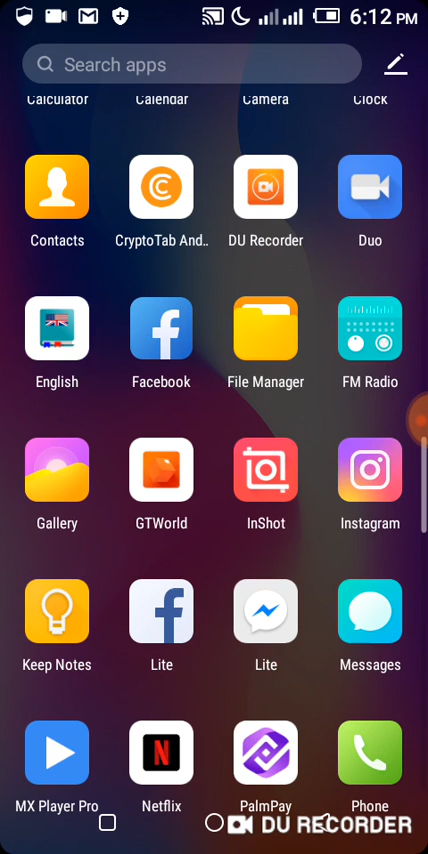 6:12 PM
Search apps
Calculator Calendar Camera Clock
Contacts CryptoTab And.. DU Recorder Duo
English Facebook File Manager FM Radio
Gallery GTWorld InShot Instagram
Keep Notes Lite Lite Messages
MX Player Pro Netflix PalmPay Phone
DU RECORDER